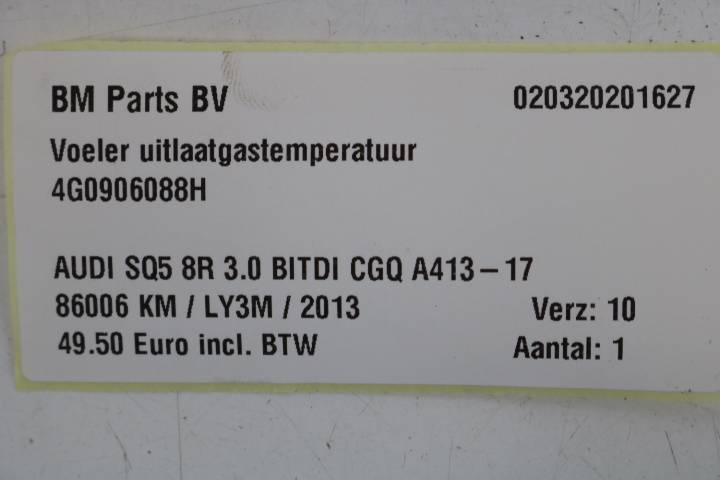 BM Parts BV 020320201627
Voeler uitlaatgastemperatuur
4G0906088H
AUDI SQ5 8R 3.0 BITDI CGQ A413-17
86006 KM / LY3M / 2013 Verz: 10
49.50 Euro incl. BTW Aantal: 1